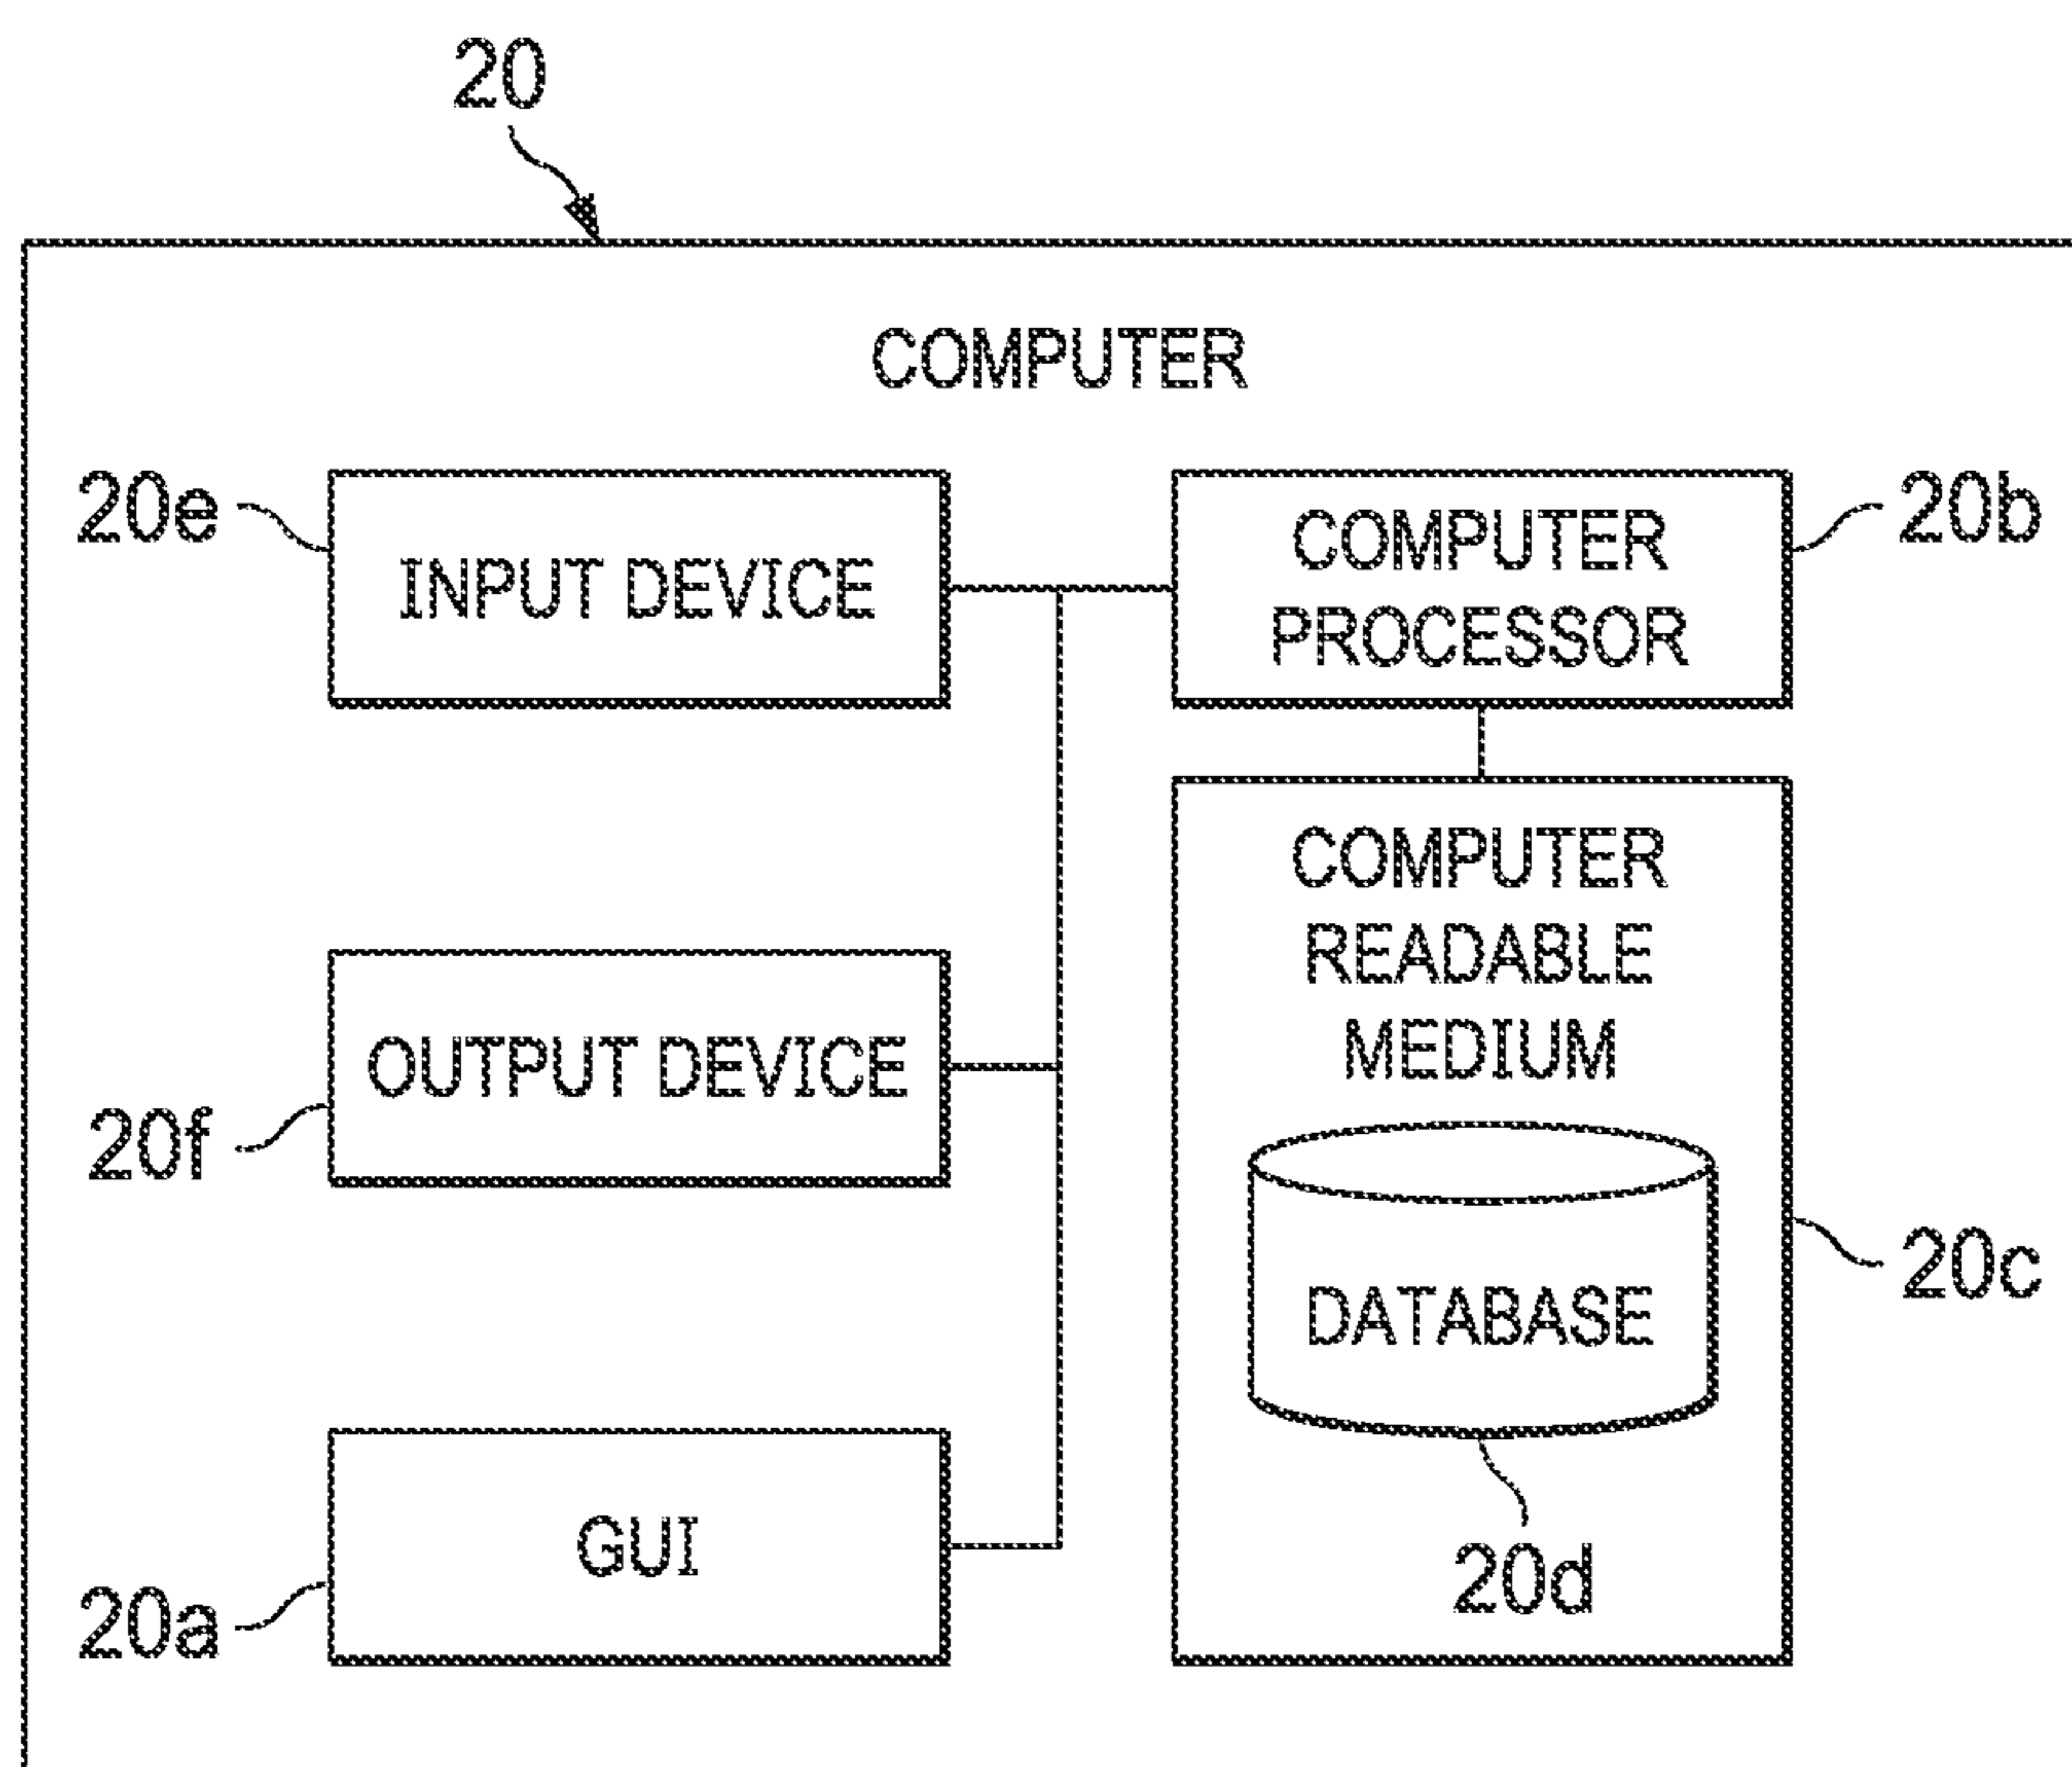 20
COMPUTER
20e
INPUT DEVICE
COMPUTER
PROCESSOR
20b
OUTPUT DEVICE
20f
COMPUTER
READABLE
MEDIUM
DATABASE
20c
20d
GUI
20a